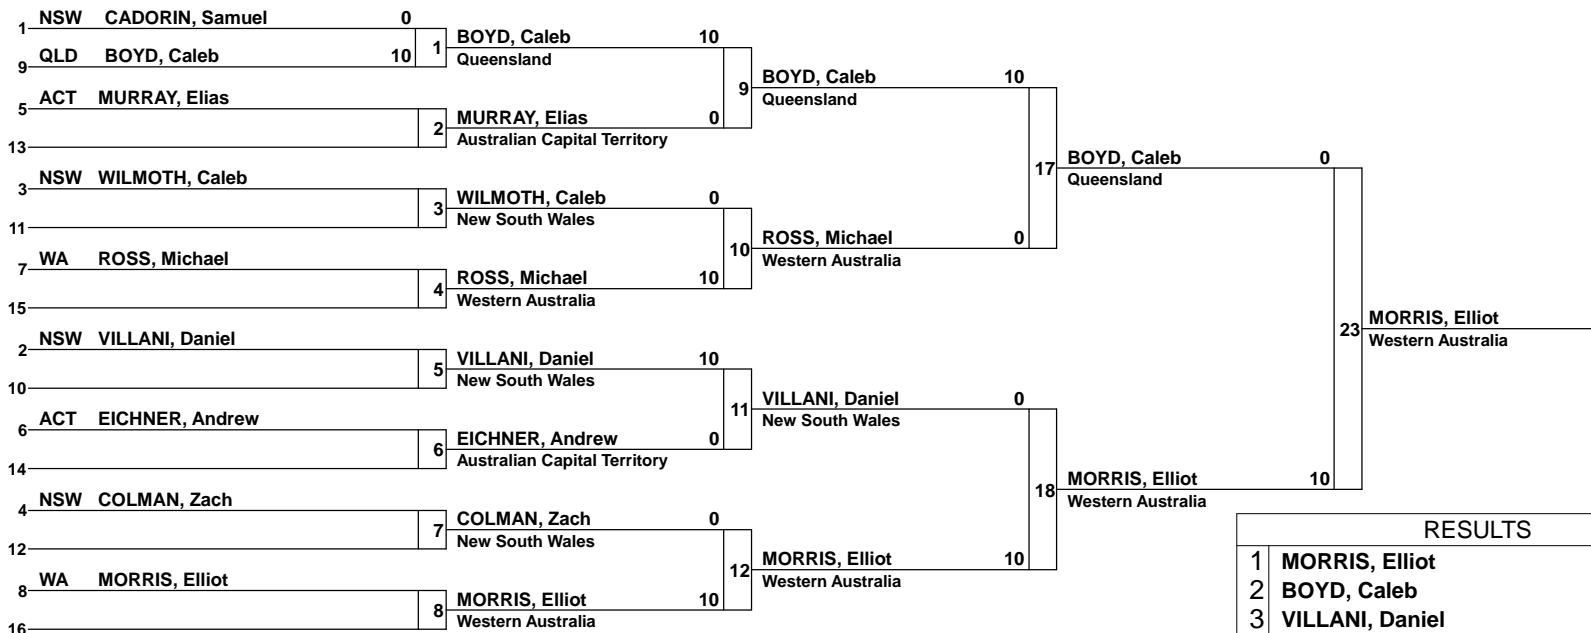 1 NSW CADORIN, Samuel 0
9 QLD BOYD, Caleb 10
1
5 ACT MURRAY, Elias
13
2
3 NSW WILMOTH, Caleb
11
3
7 WA ROSS, Michael
15
4
2 NSW VILLANI, Daniel
10
5
6 ACT EICHNER, Andrew
14
6
4 NSW COLMAN, Zach
12
7
8 WA MORRIS, Elliot
16
8
BOYD, Caleb 10
Queensland
9
MURRAY, Elias 0
Australian Capital Territory
WILMOTH, Caleb 0
New South Wales
10
ROSS, Michael 10
Western Australia
VILLANI, Daniel 10
New South Wales
11
EICHNER, Andrew 0
Australian Capital Territory
COLMAN, Zach 0
New South Wales
12
MORRIS, Elliot 10
Western Australia
BOYD, Caleb 10
Queensland
17
ROSS, Michael 0
Western Australia
VILLANI, Daniel 0
New South Wales
18
MORRIS, Elliot 10
Western Australia
BOYD, Caleb 0
Queensland
23
MORRIS, Elliot 10
Western Australia
MORRIS, Elliot
Western Australia
RESULTS
1 MORRIS, Elliot
2 BOYD, Caleb
3 VILLANI, Daniel